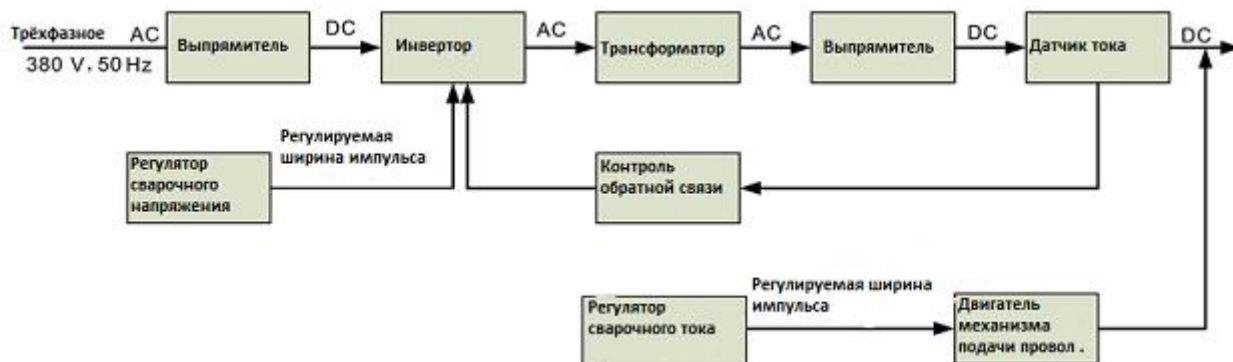 Трёхфазное
AC
380 V. 50 Hz
Выпрямитель
DC
Инвертор
AC
Трансформатор
AC
Выпрямитель
DC
Датчик тока
DC
Регулируемая
ширина импульса
Регулятор
сварочного
напряжения
Контроль
обратной связи
Регулятор
сварочного тока
Регулируемая ширина
импульса
Двигатель
механизма
подачи провол .